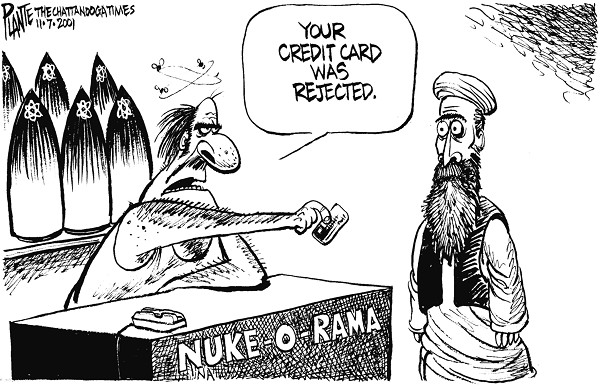 PLANTE THE CHATTANOOGA TIMES
11·7·2001
YOUR
CREDIT CARD
WAS
REJECTED.
NUKE-O-RAMA